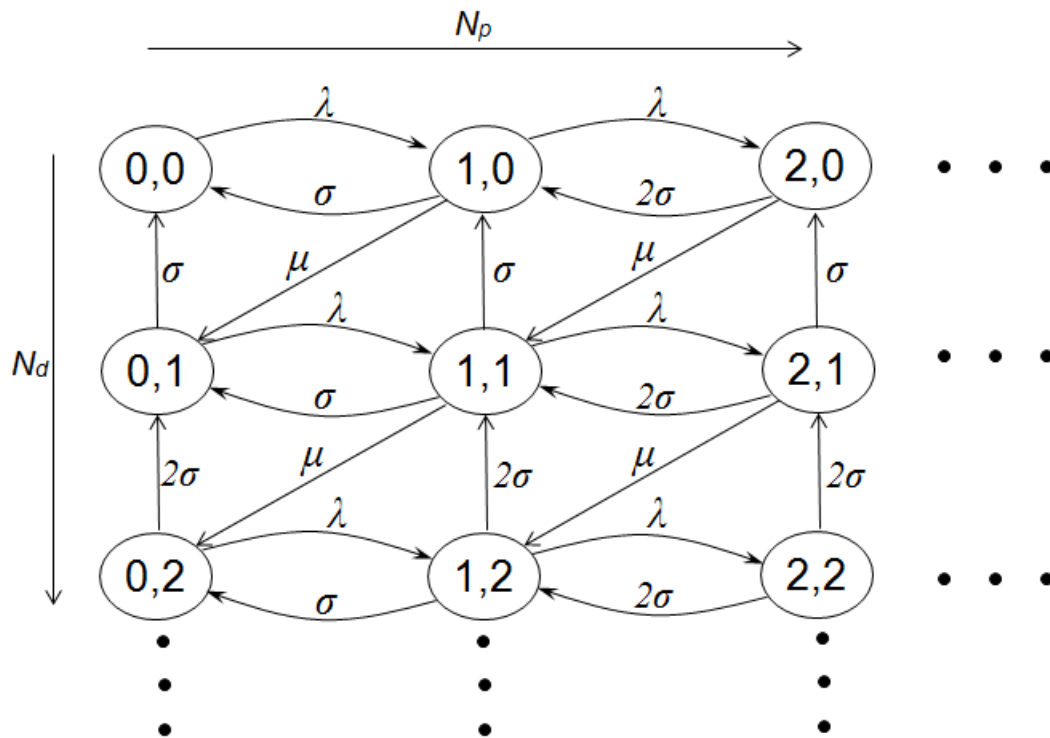 Np
λ λ
0,0 1,0 2,0
σ 2σ
σ μ σ μ σ
λ λ
Nd
0,1 1,1 2,1
σ 2σ
2σ μ 2σ μ 2σ
λ λ
0,2 1,2 2,2
σ 2σ